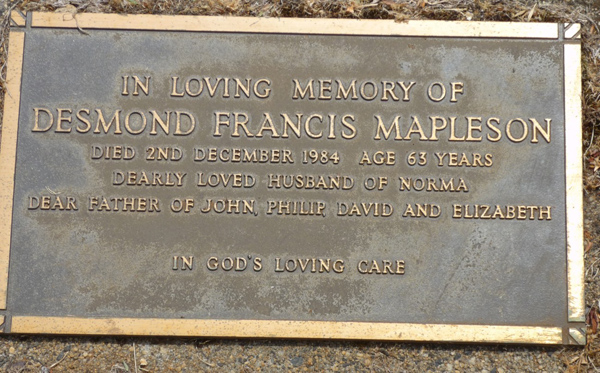 IN LOVING MEMORY OF
DESMOND FRANCIS MAPLESON
DIED 2ND DECEMBER 1984 AGE 63 YEARS
DEARLY LOVED HUSBAND OF NORMA
DEAR FATHER OF JOHN, PHILIP, DAVID AND ELIZABETH
IN GOD'S LOVING CARE